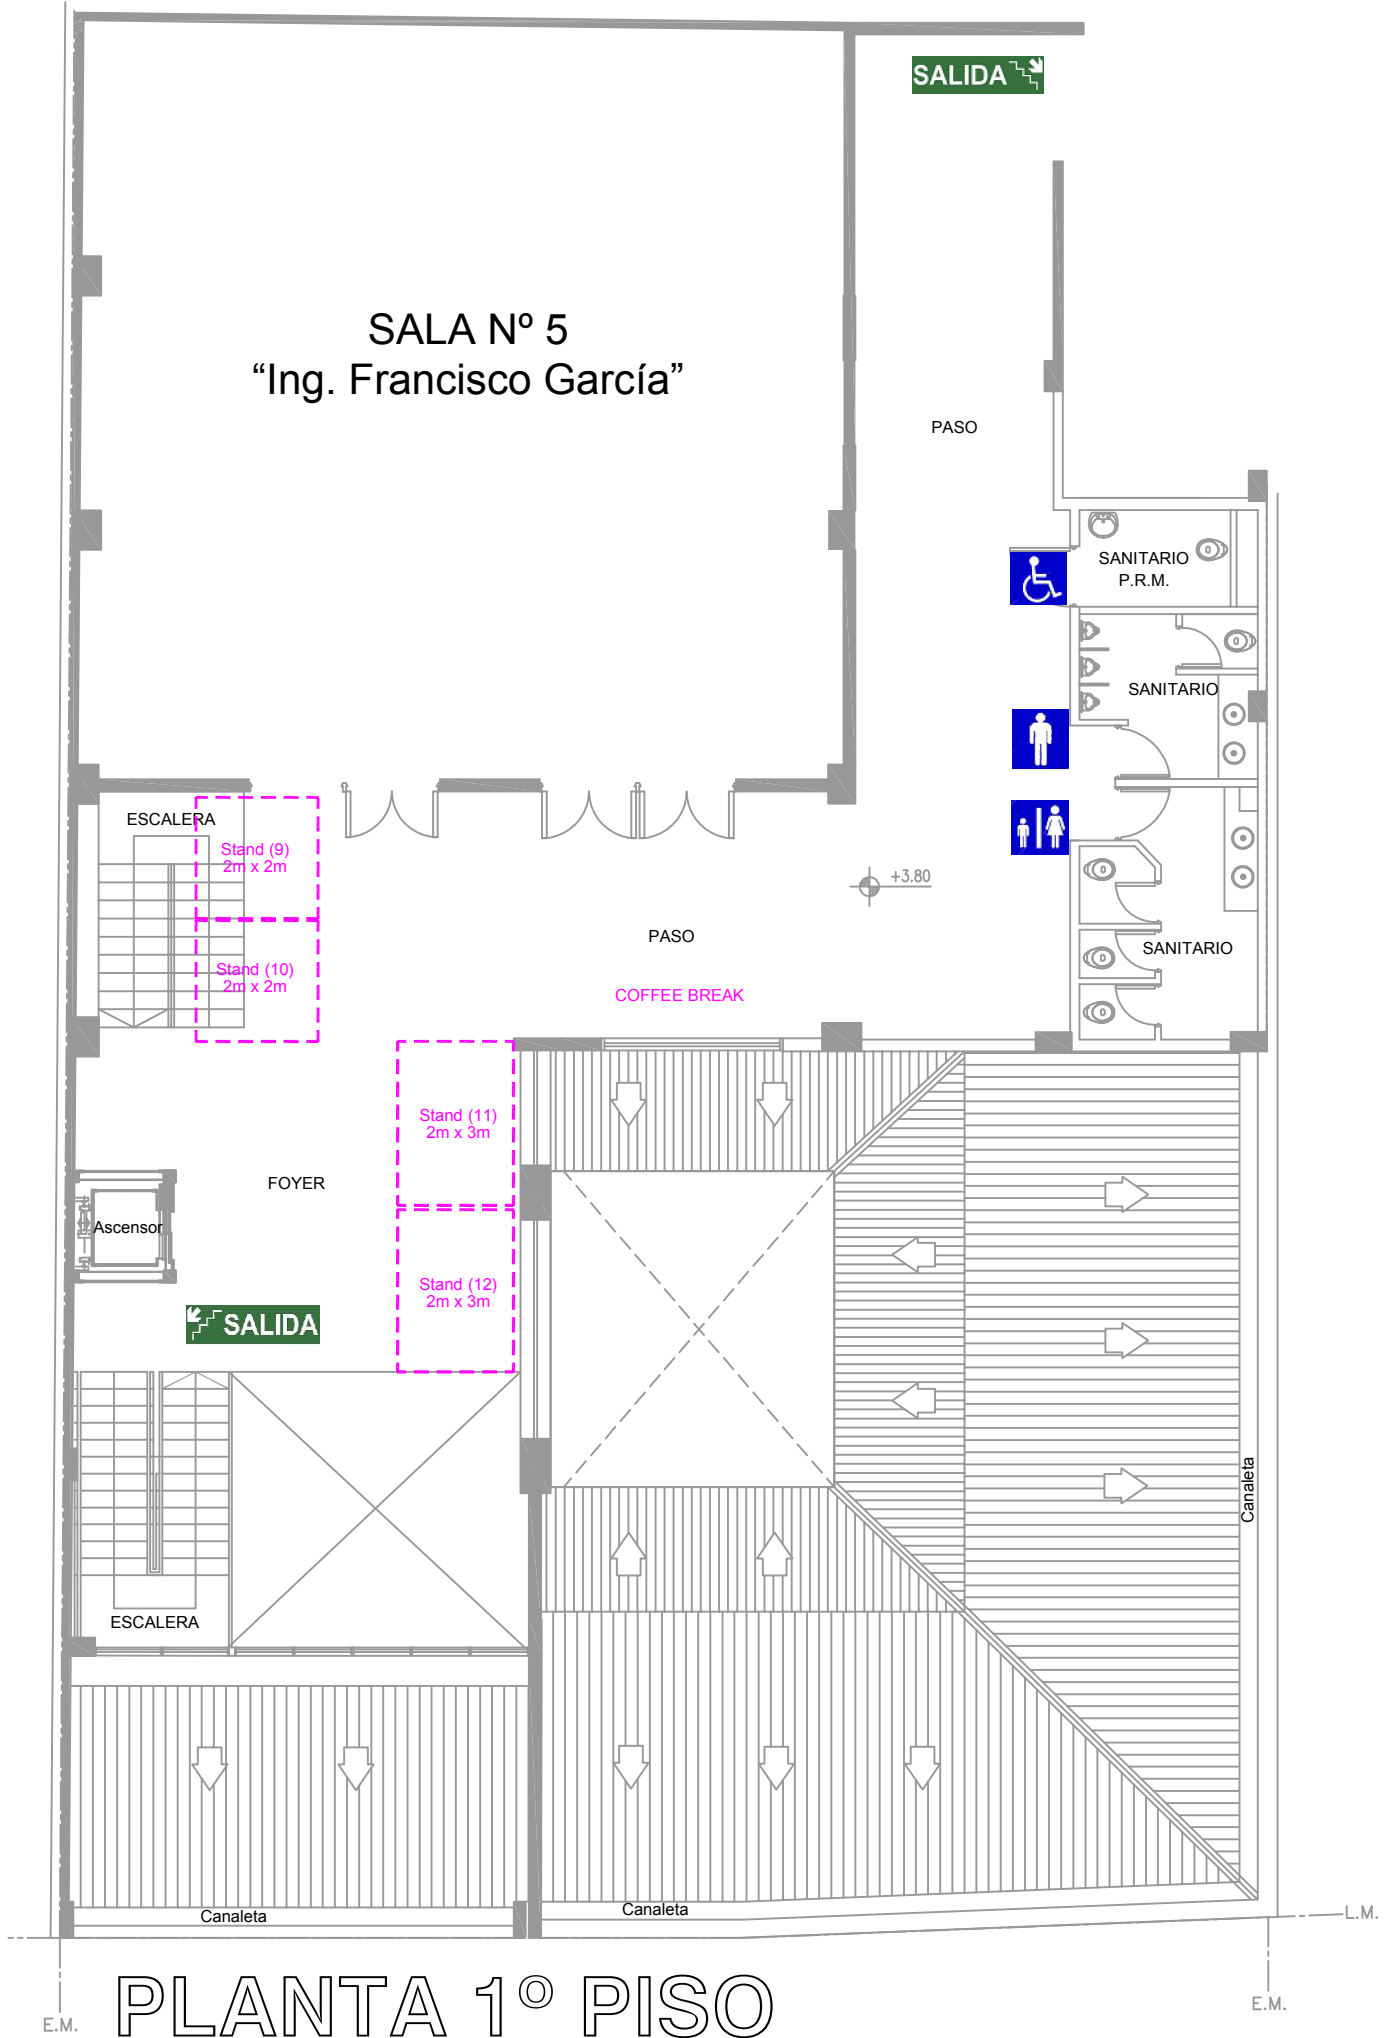 SALIDA
SALA Nº 5
“Ing. Francisco García”
PASO
SANITARIO
P.R.M.
SANITARIO
ESCALERA
Stand (9)
2m x 2m
+3.80
PASO
SANITARIO
Stand (10)
2m x 2m
COFFEE BREAK
Stand (11)
2m x 3m
FOYER
Ascensor
Stand (12)
2m x 3m
SALIDA
Canaleta
ESCALERA
Canaleta
Canaleta
L.M.
E.M.
E.M.
PLANTA 1º PISO